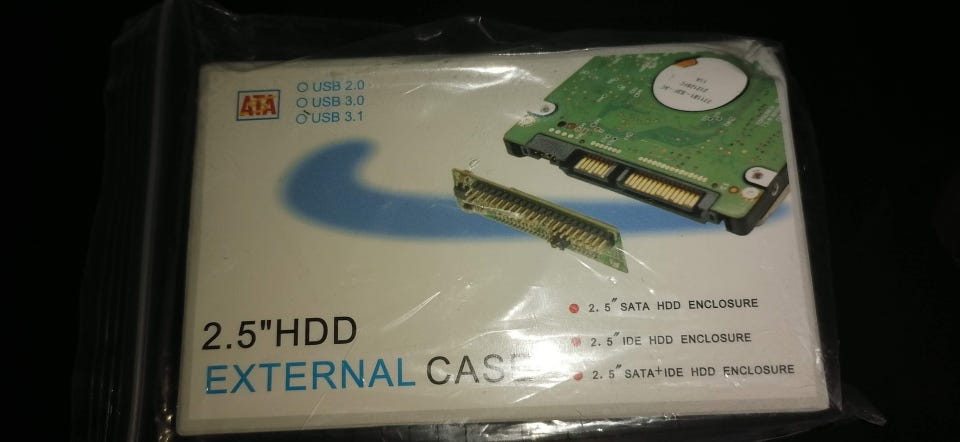 ATA
USB 2.0
USB 3.0
USB 3.1
2.5"HDD
EXTERNAL CASE
2.5" SATA HDD ENCLOSURE
2.5" IDE HDD ENCLOSURE
2.5" SATA+IDE HDD ENCLOSURE